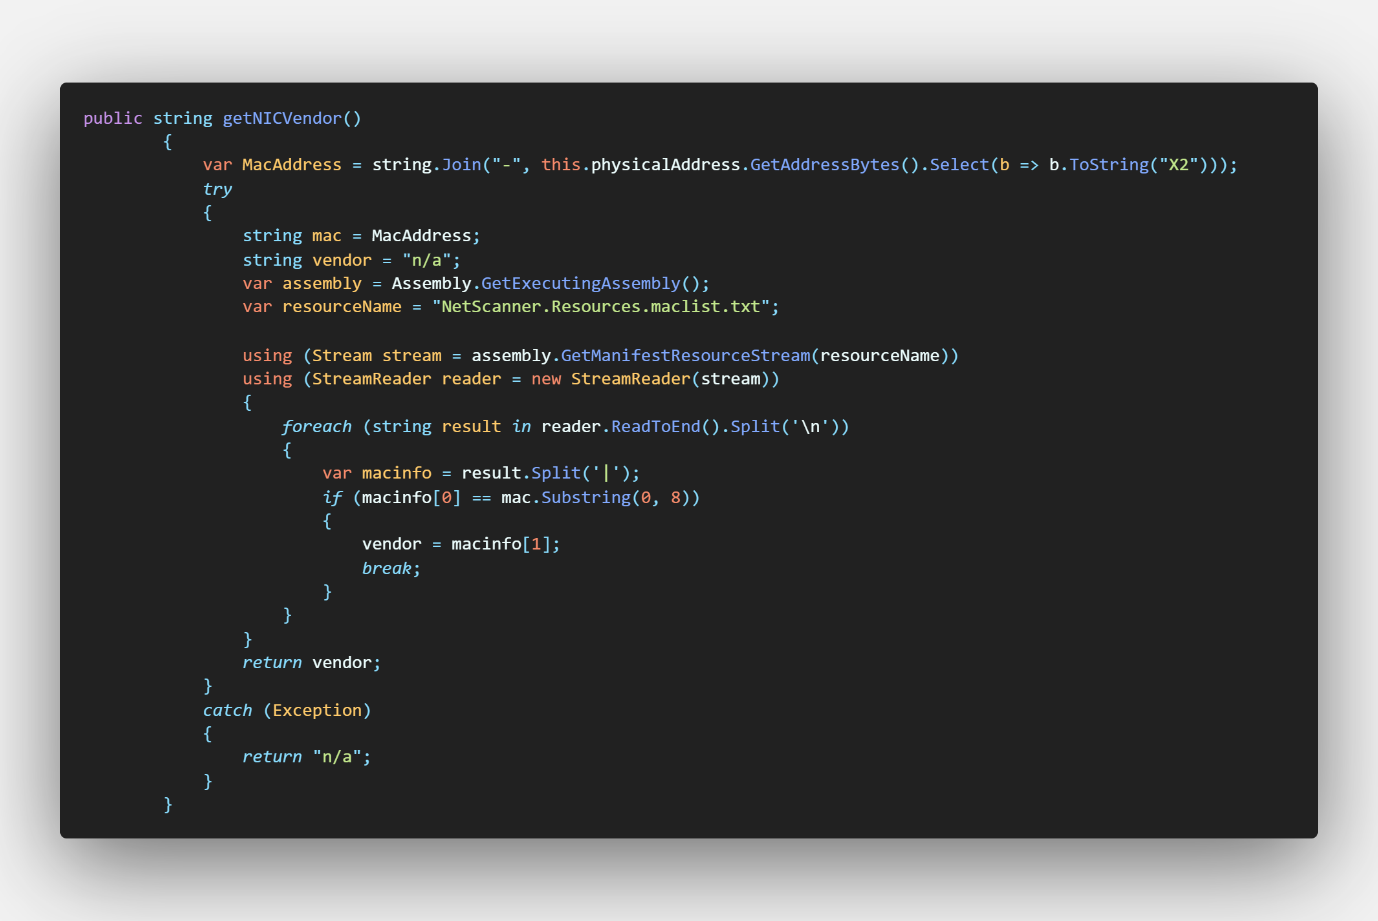 public string getNICVendor()
        {
            var MacAddress = string.Join("-", this.physicalAddress.GetAddressBytes().Select(b => b.ToString("X2")));
            try
            {
                string mac = MacAddress;
                string vendor = "n/a";
                var assembly = Assembly.GetExecutingAssembly();
                var resourceName = "NetScanner.Resources.maclist.txt";

                using (Stream stream = assembly.GetManifestResourceStream(resourceName))
                using (StreamReader reader = new StreamReader(stream))
                {
                    foreach (string result in reader.ReadToEnd().Split('\n'))
                    {
                        var macinfo = result.Split('|');
                        if (macinfo[0] == mac.Substring(0, 8))
                        {
                            vendor = macinfo[1];
                            break;
                        }
                    }
                }
                return vendor;
            }
            catch (Exception)
            {
                return "n/a";
            }
        }